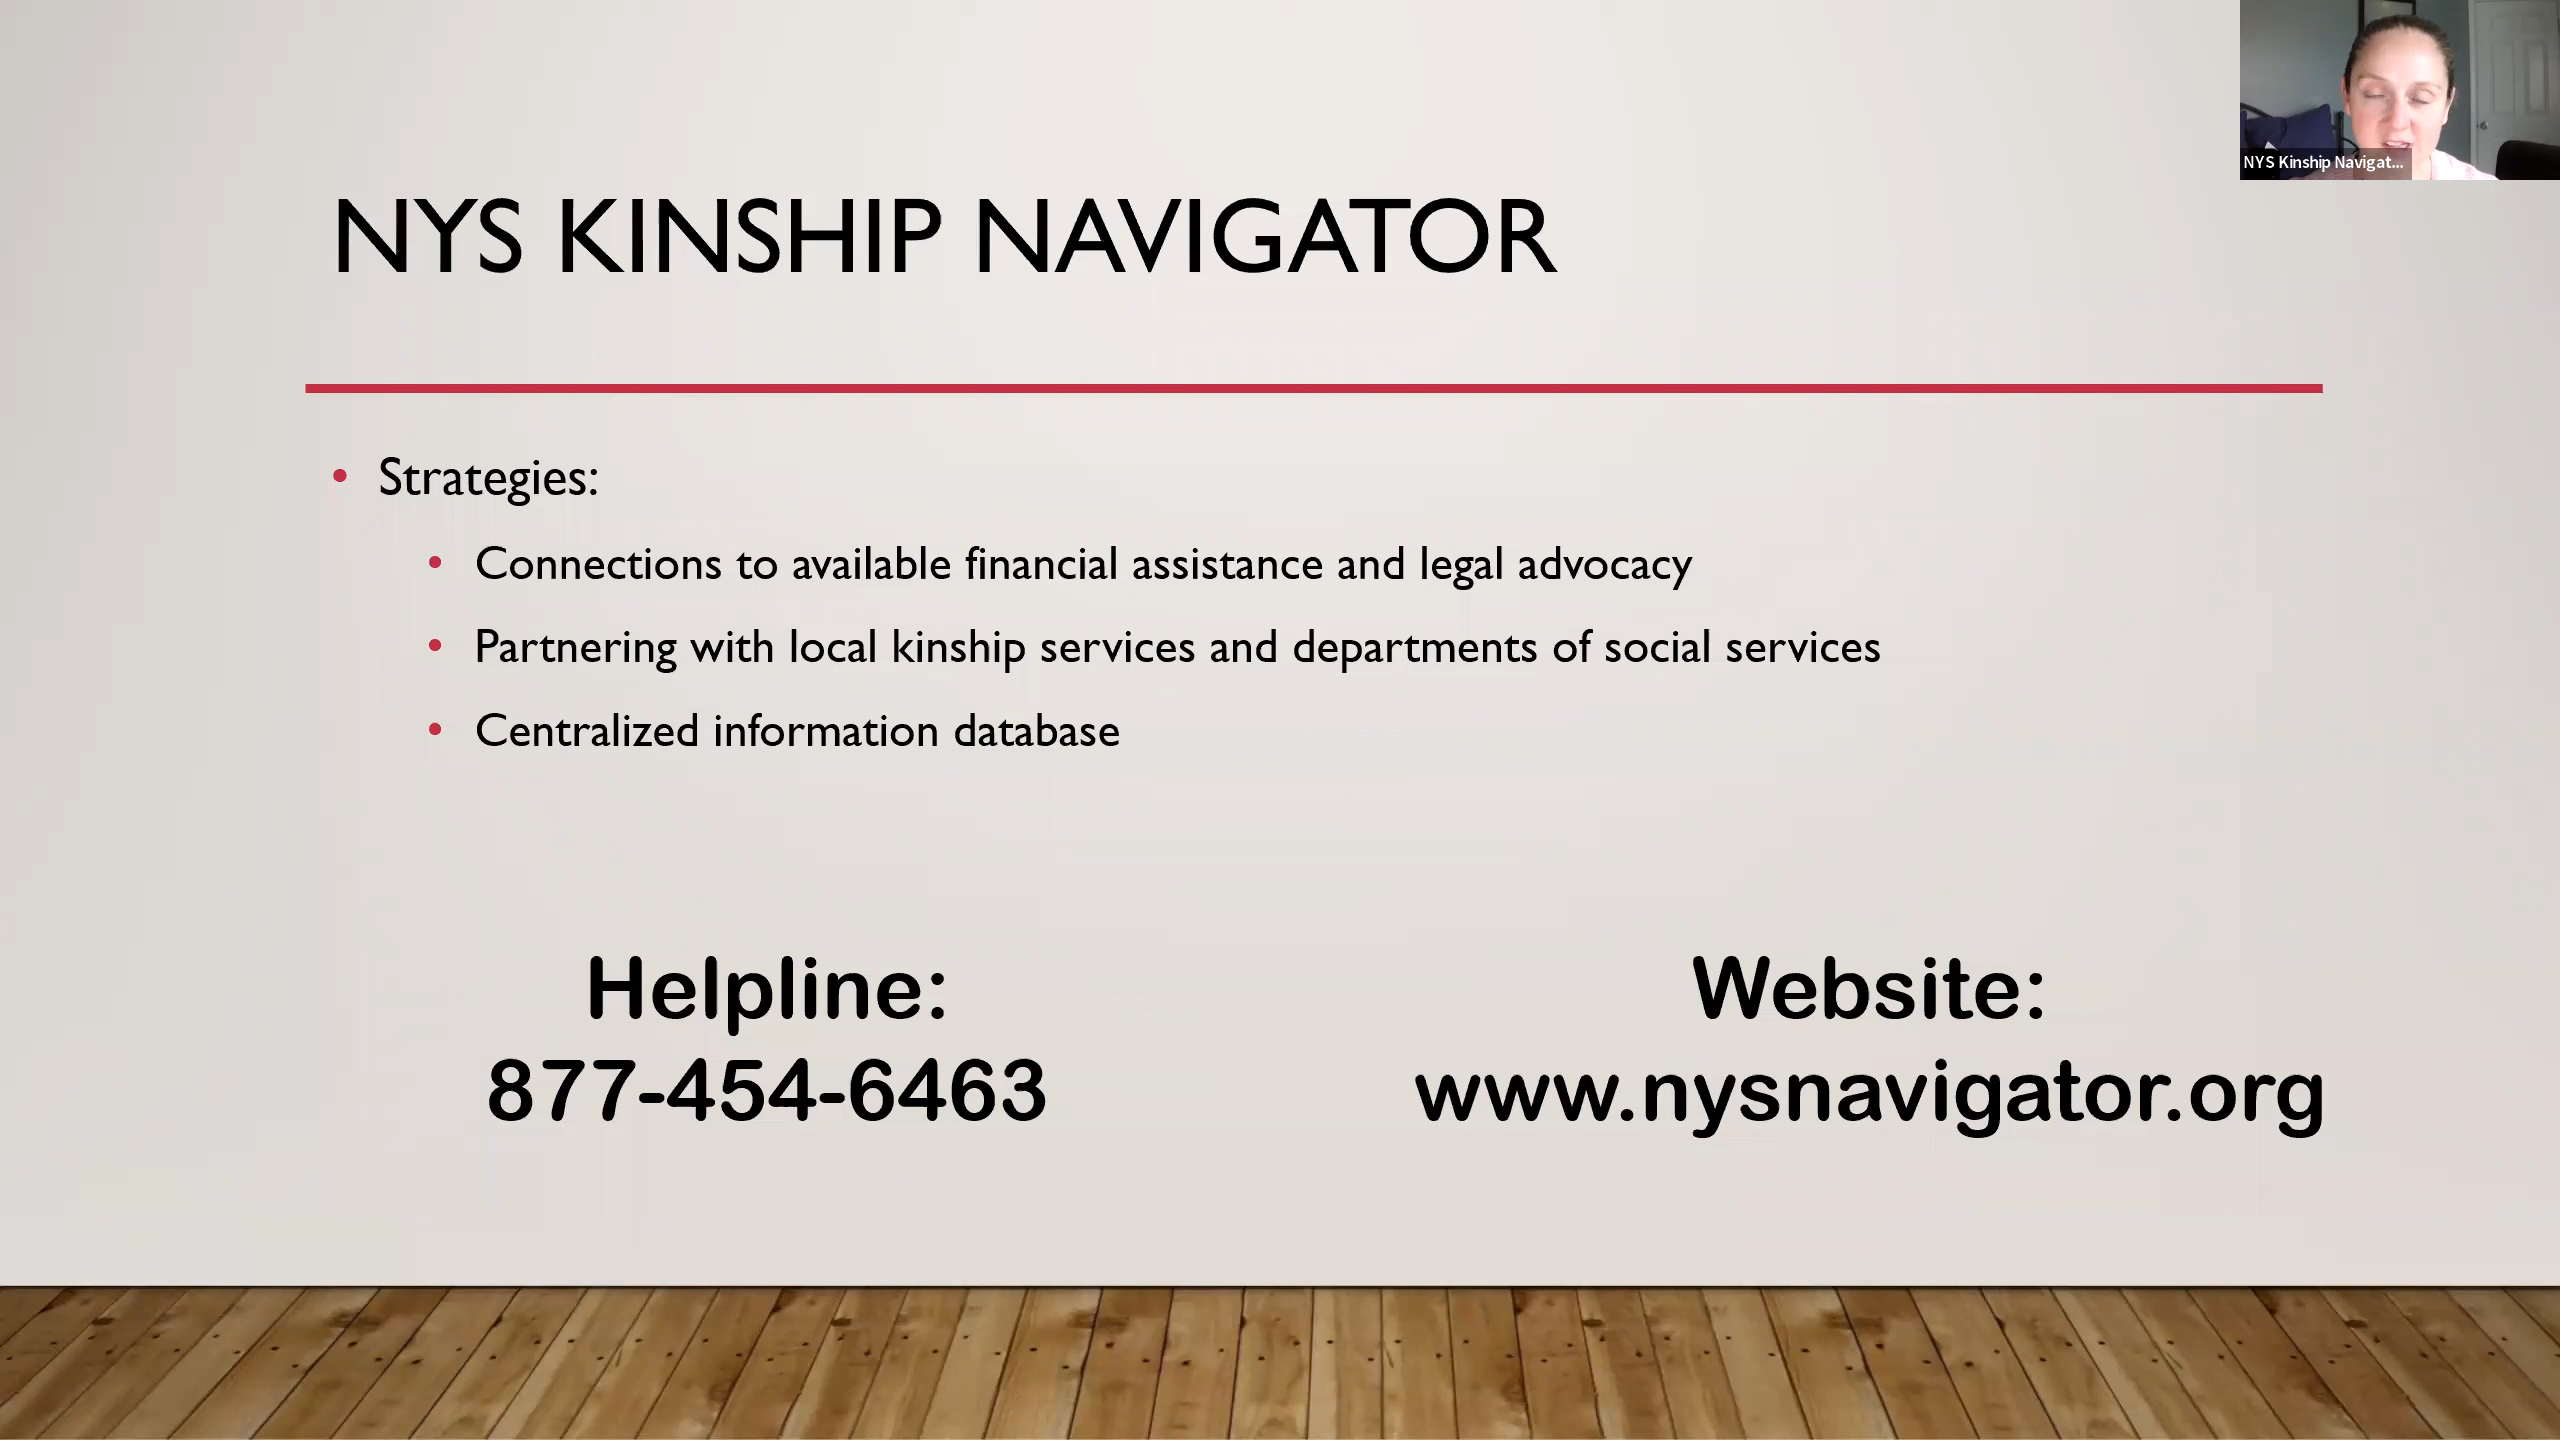 NYS Kinship Navigat...
NYS KINSHIP NAVIGATOR
• Strategies:
• Connections to available financial assistance and legal advocacy
• Partnering with local kinship services and departments of social services
• Centralized information database
Helpline:
877-454-6463
Website:
www.nysnavigator.org